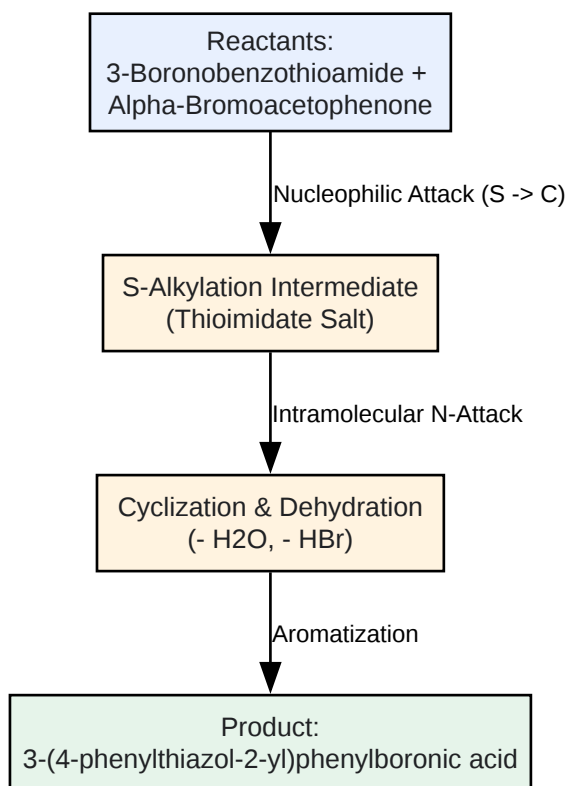 Reactants:
3-Boronobenzothioamide +
Alpha-Bromoacetophenone
Nucleophilic Attack (S -> C)
S-Alkylation Intermediate
(Thioimidate Salt)
Intramolecular N-Attack
Cyclization & Dehydration
(- H2O, - HBr)
Aromatization
Product:
3-(4-phenylthiazol-2-yl)phenylboronic acid